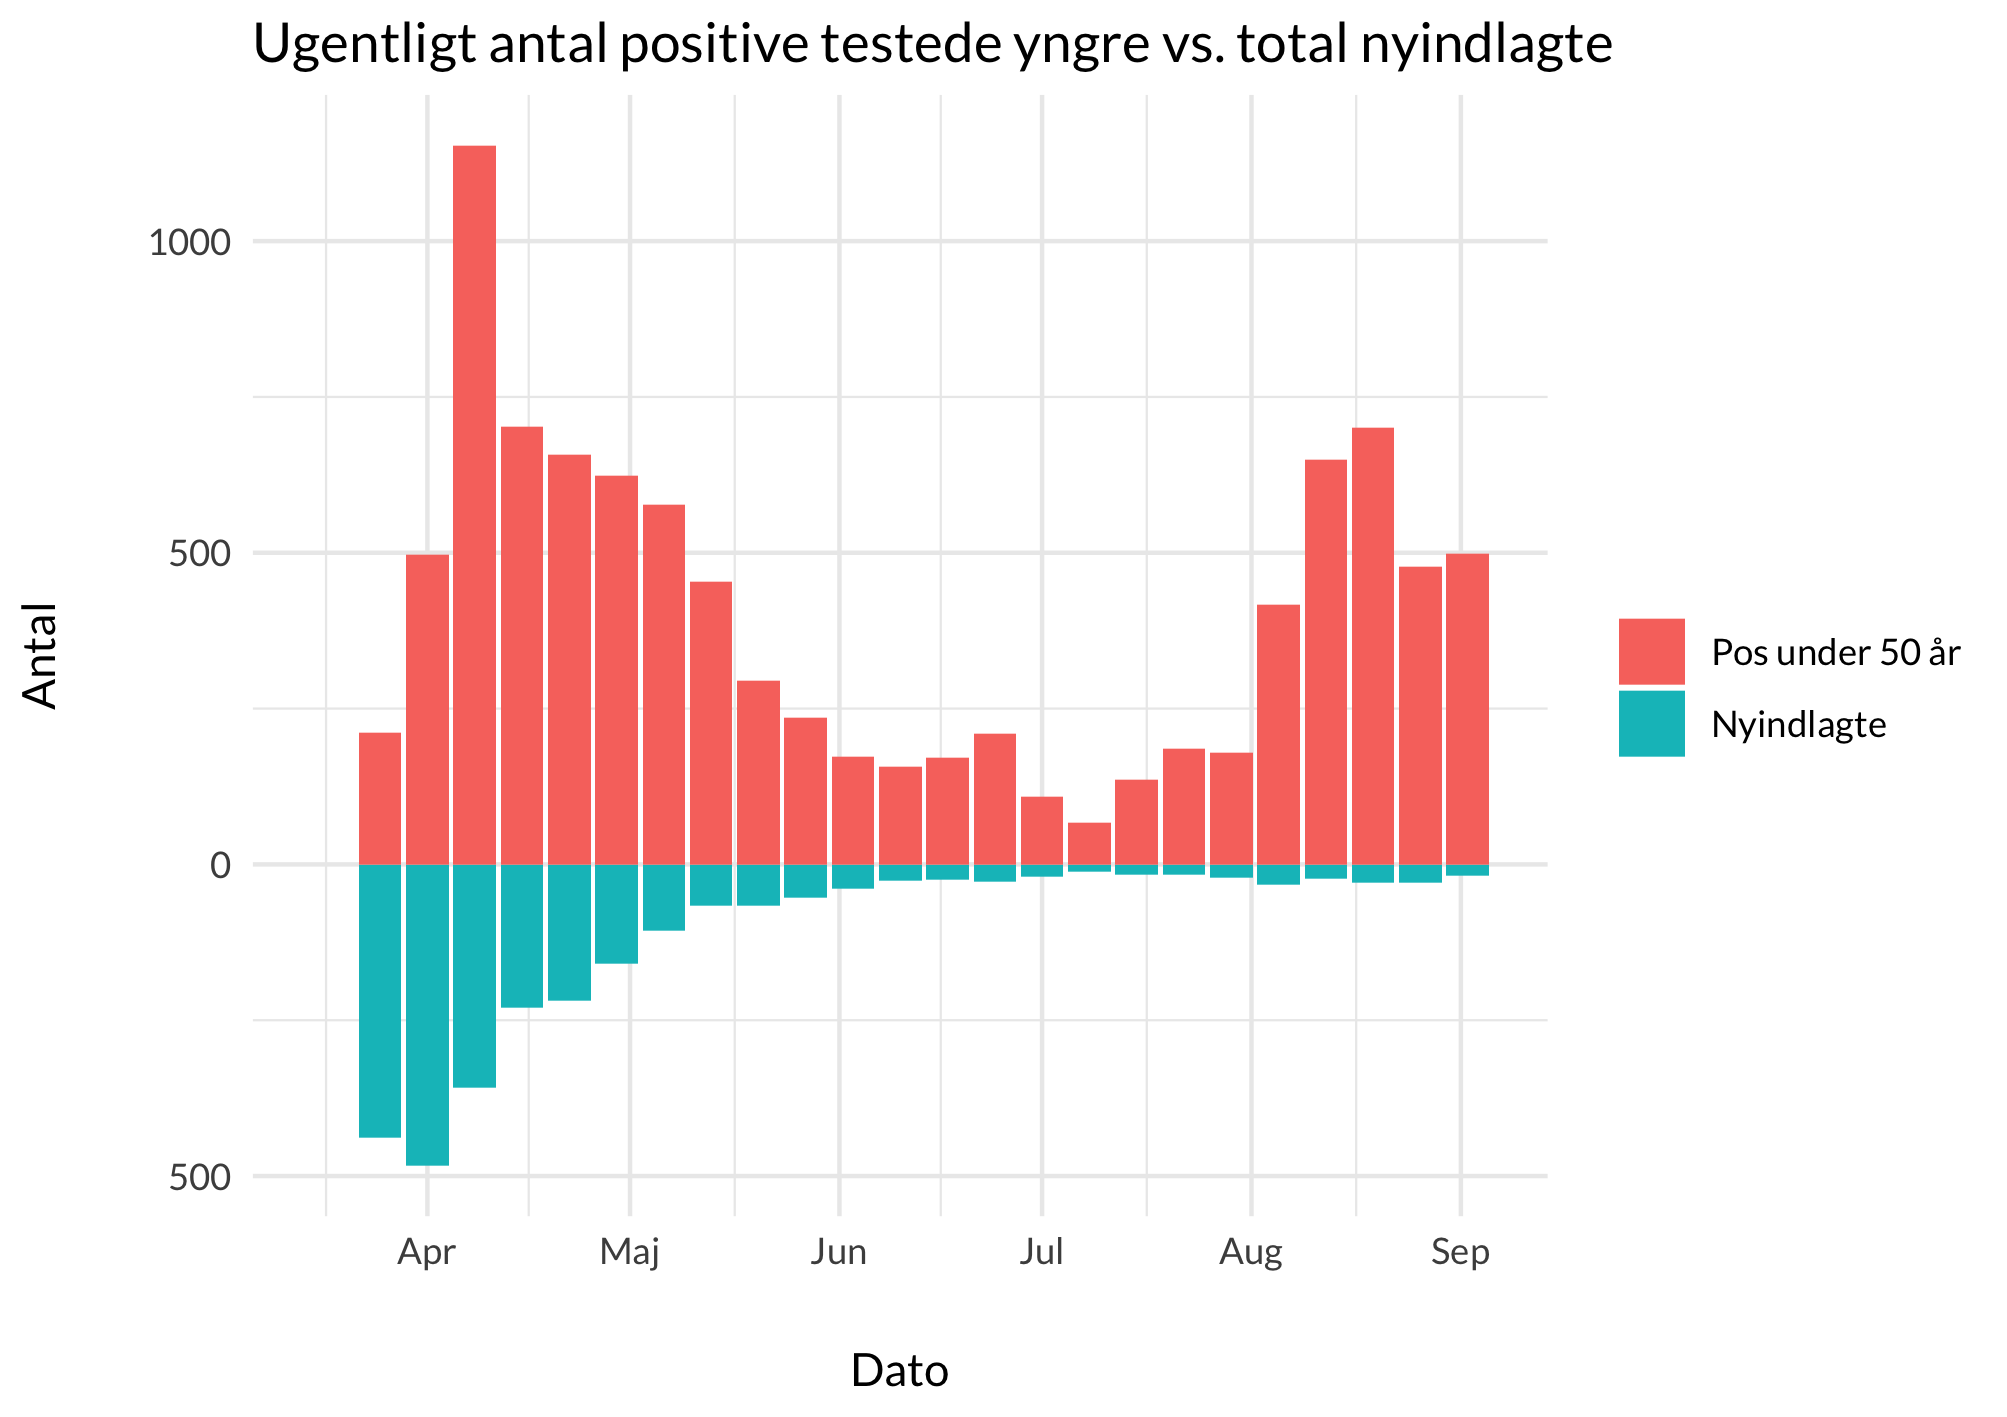 Ugentligt antal positive testede yngre vs. total nyindlagte
Antal
1000
500
0
500
Apr Maj Jun Jul Aug Sep
Dato
Pos under 50 år
Nyindlagte